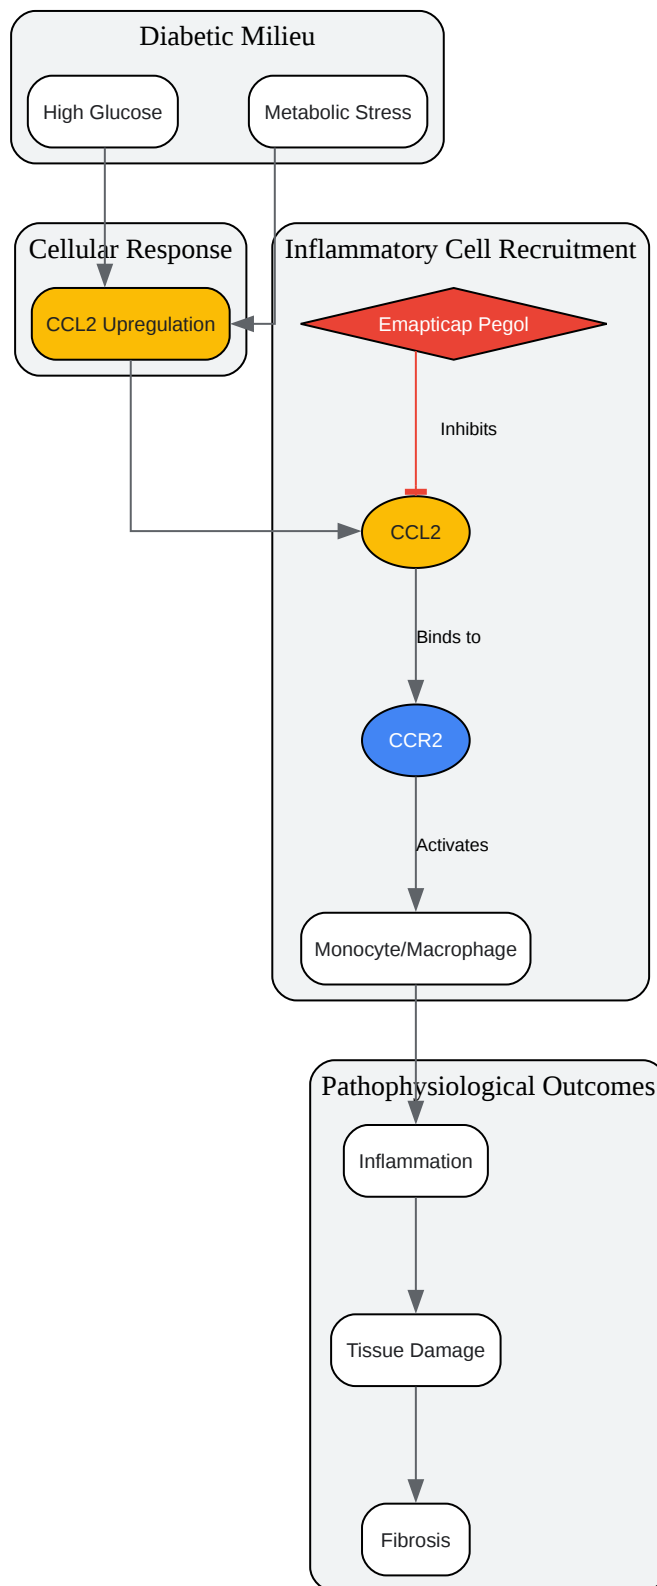 Diabetic Milieu
High Glucose
Metabolic Stress
Cellular Response
CCL2 Upregulation
Inflammatory Cell Recruitment
Emapticap Pegol
Inhibits
CCL2
Binds to
CCR2
Activates
Monocyte/Macrophage
Pathophysiological Outcomes
Inflammation
Tissue Damage
Fibrosis